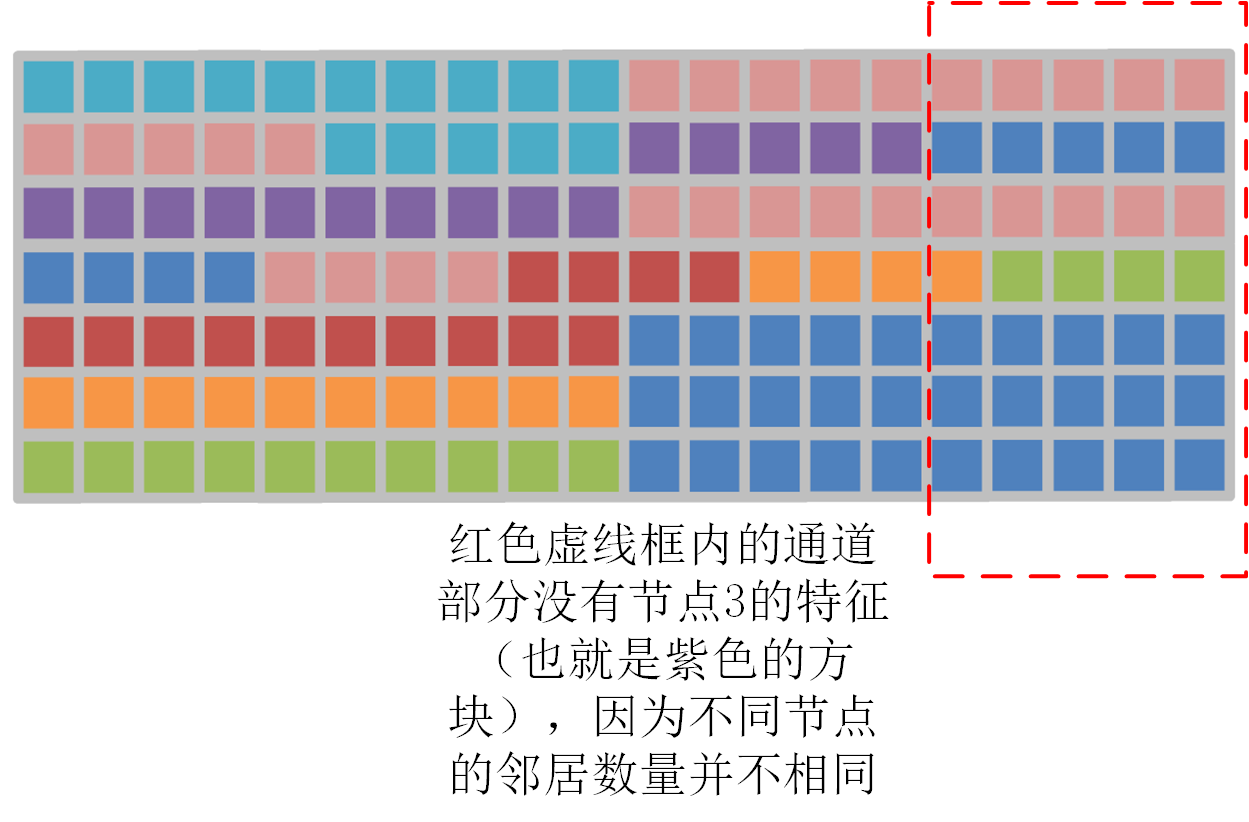 红色虚线框内的通道
部分没有节点3的特征
（也就是紫色的方
块），因为不同节点
的邻居数量并不相同